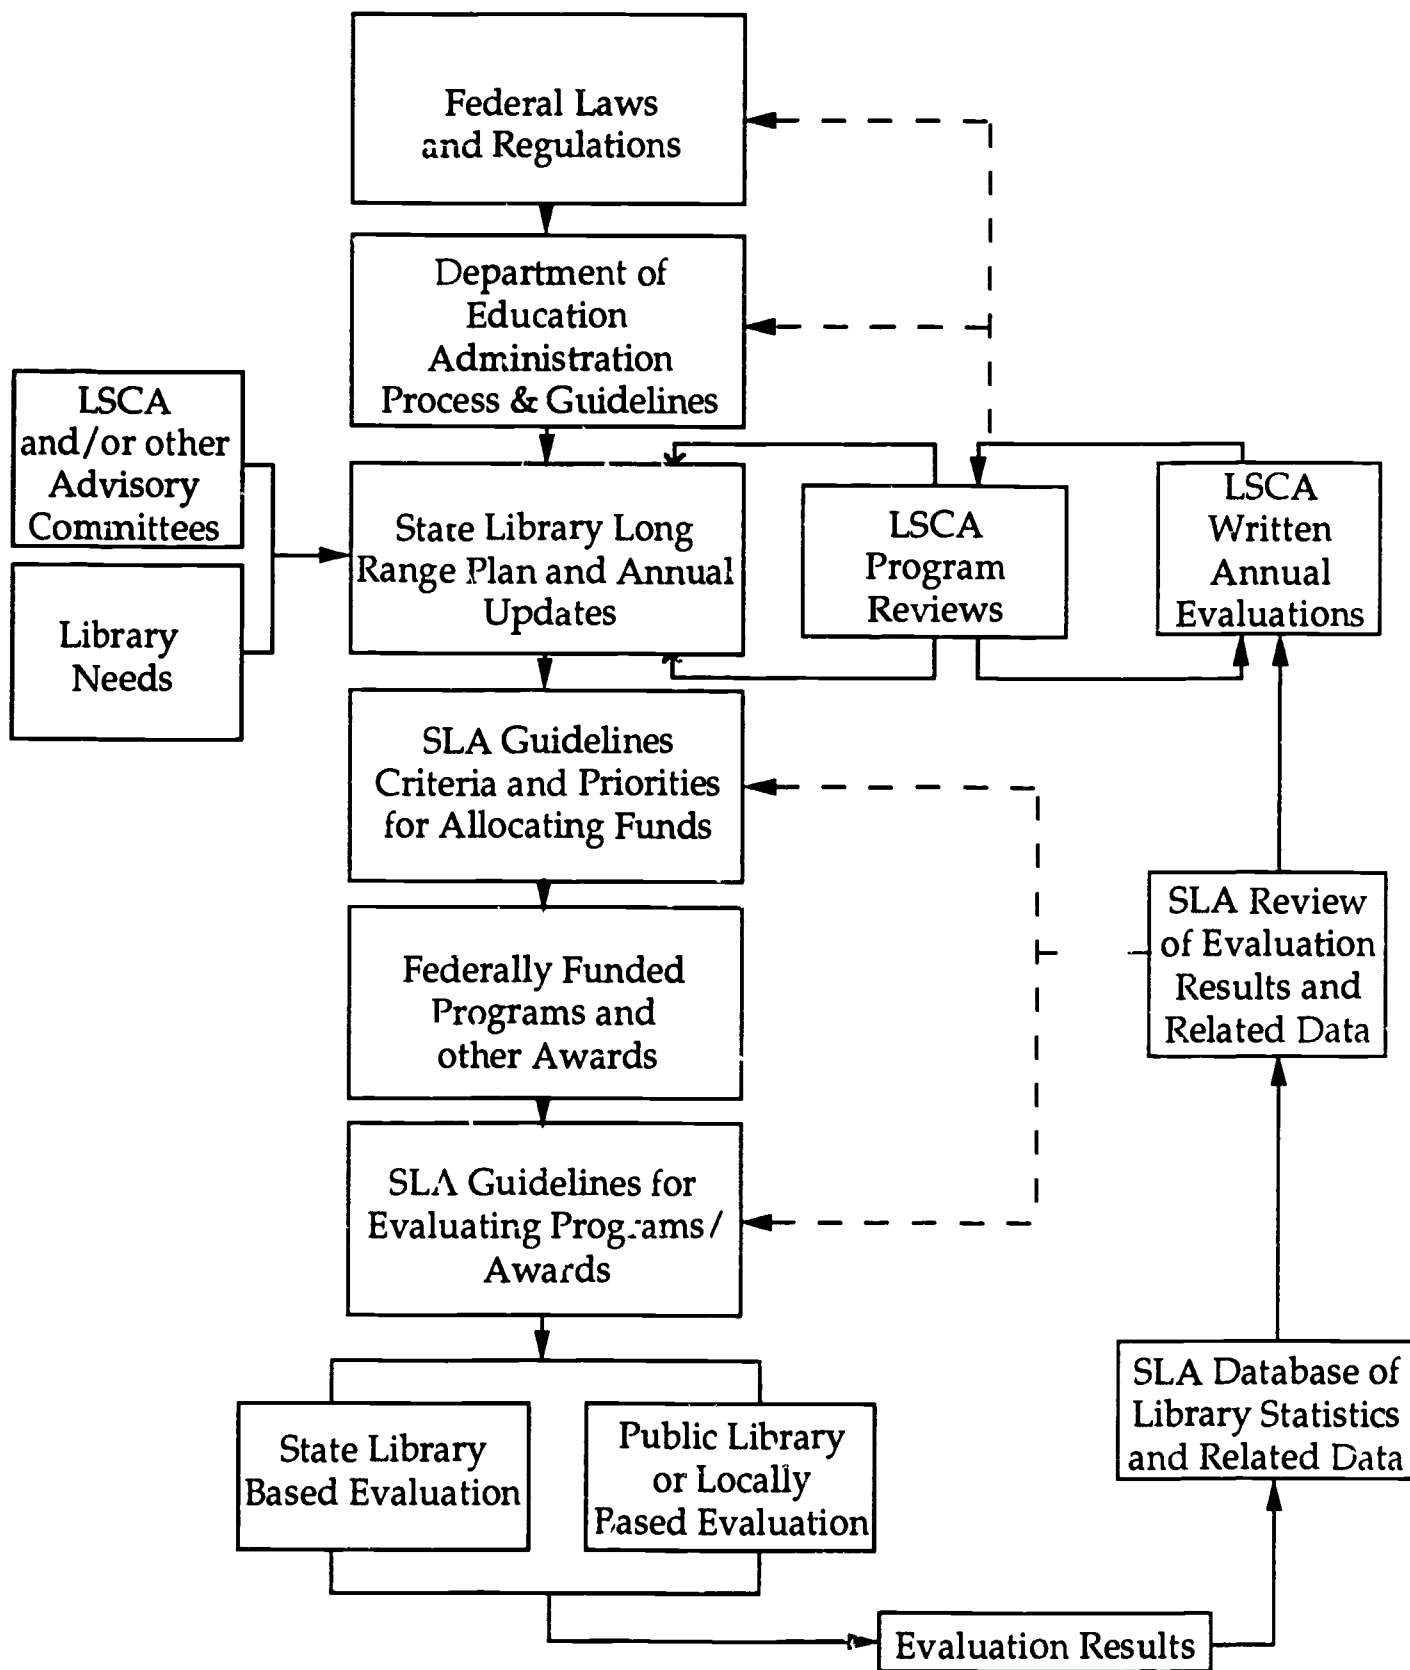 Federal Laws
and Regulations
Department of
Education
Administration
Process & Guidelines
LSCA
and/or other
Advisory
Committees
Library
Needs
State Library Long
Range Plan and Annual
Updates
LSCA
Program
Reviews
LSCA
Written
Annual
Evaluations
SLA Guidelines
Criteria and Priorities
for Allocating Funds
Federally Funded
Programs and
other Awards
SLA Review
of Evaluation
Results and
Related Data
SLA Guidelines for
Evaluating Programs/
Awards
State Library
Based Evaluation
Public Library
or Locally
Based Evaluation
SLA Database of
Library Statistics
and Related Data
Evaluation Results